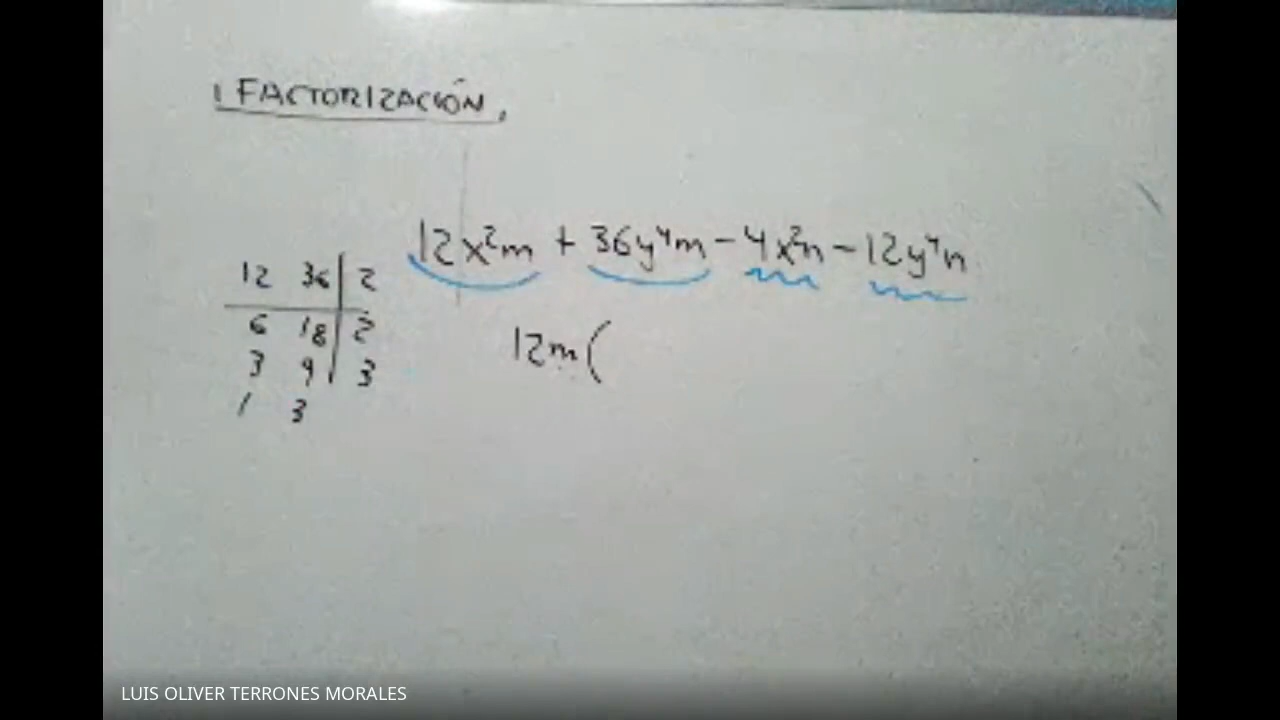 1 FACTORIZACIÓN.
12x²m + 36y⁴m - 4x²n - 12y⁴n
12 36 | 2
6 18 | 2
3 9 | 3
1 3
12m(
LUIS OLIVER TERRONES MORALES